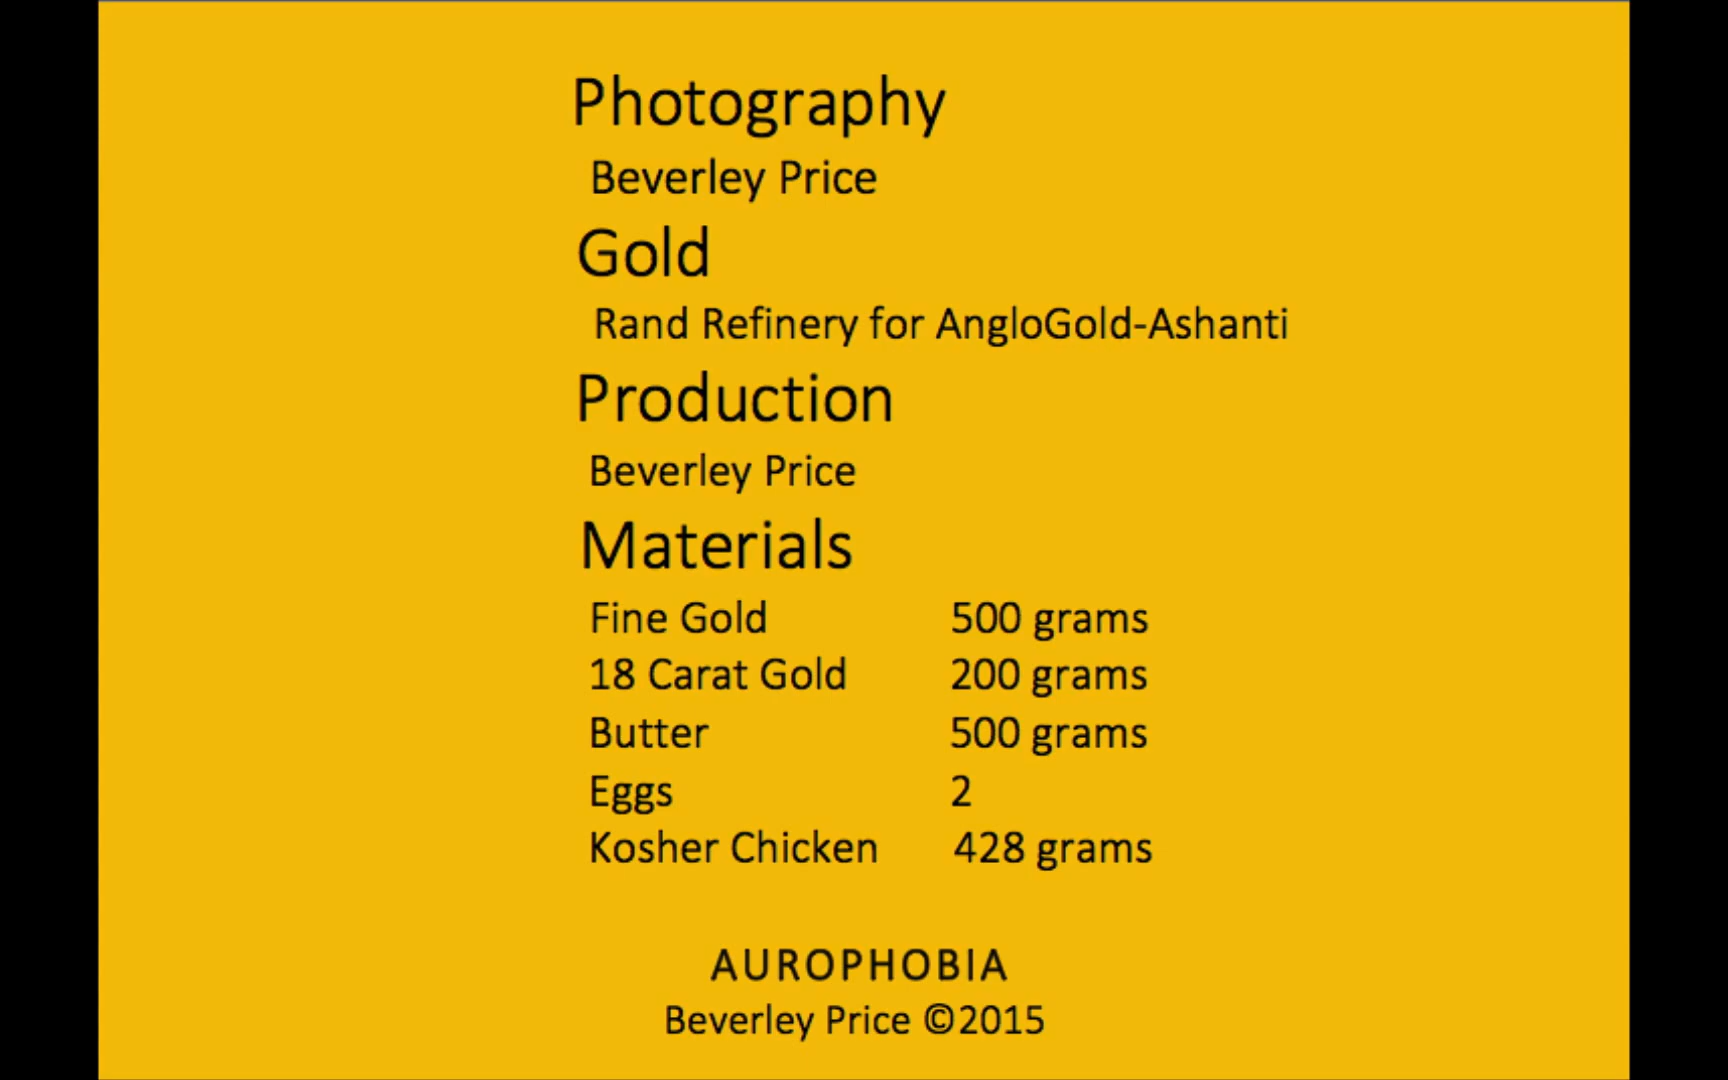 Photography
Beverley Price
Gold
Rand Refinery for AngloGold-Ashanti
Production
Beverley Price
Materials
Fine Gold 500 grams
18 Carat Gold 200 grams
Butter 500 grams
Eggs 2
Kosher Chicken 428 grams
AUROPHOBIA
Beverley Price ©2015